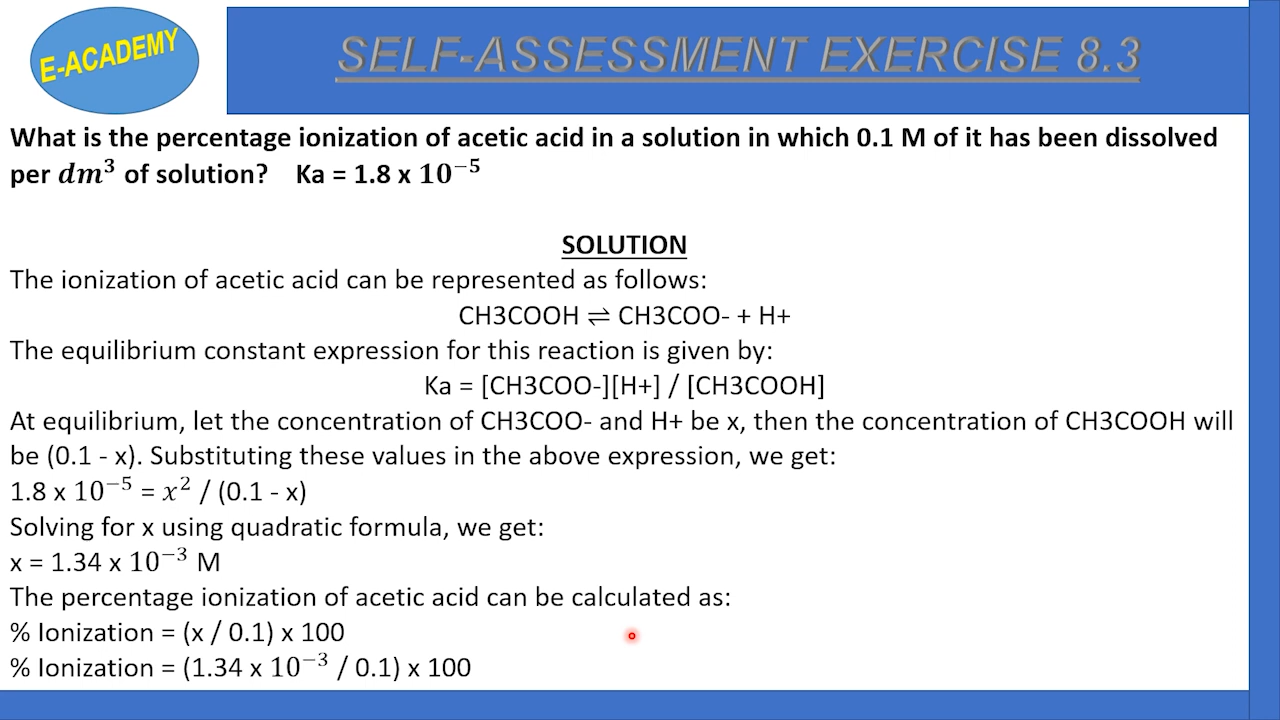 E-ACADEMY
SELF-ASSESSMENT EXERCISE 8.3
What is the percentage ionization of acetic acid in a solution in which 0.1 M of it has been dissolved
per dm³ of solution? Ka = 1.8 x 10⁻⁵
SOLUTION
The ionization of acetic acid can be represented as follows:
CH3COOH ⇌ CH3COO- + H+
The equilibrium constant expression for this reaction is given by:
Ka = [CH3COO-][H+] / [CH3COOH]
At equilibrium, let the concentration of CH3COO- and H+ be x, then the concentration of CH3COOH will
be (0.1 - x). Substituting these values in the above expression, we get:
1.8 x 10⁻⁵ = x² / (0.1 - x)
Solving for x using quadratic formula, we get:
x = 1.34 x 10⁻³ M
The percentage ionization of acetic acid can be calculated as:
% Ionization = (x / 0.1) x 100
% Ionization = (1.34 x 10⁻³ / 0.1) x 100